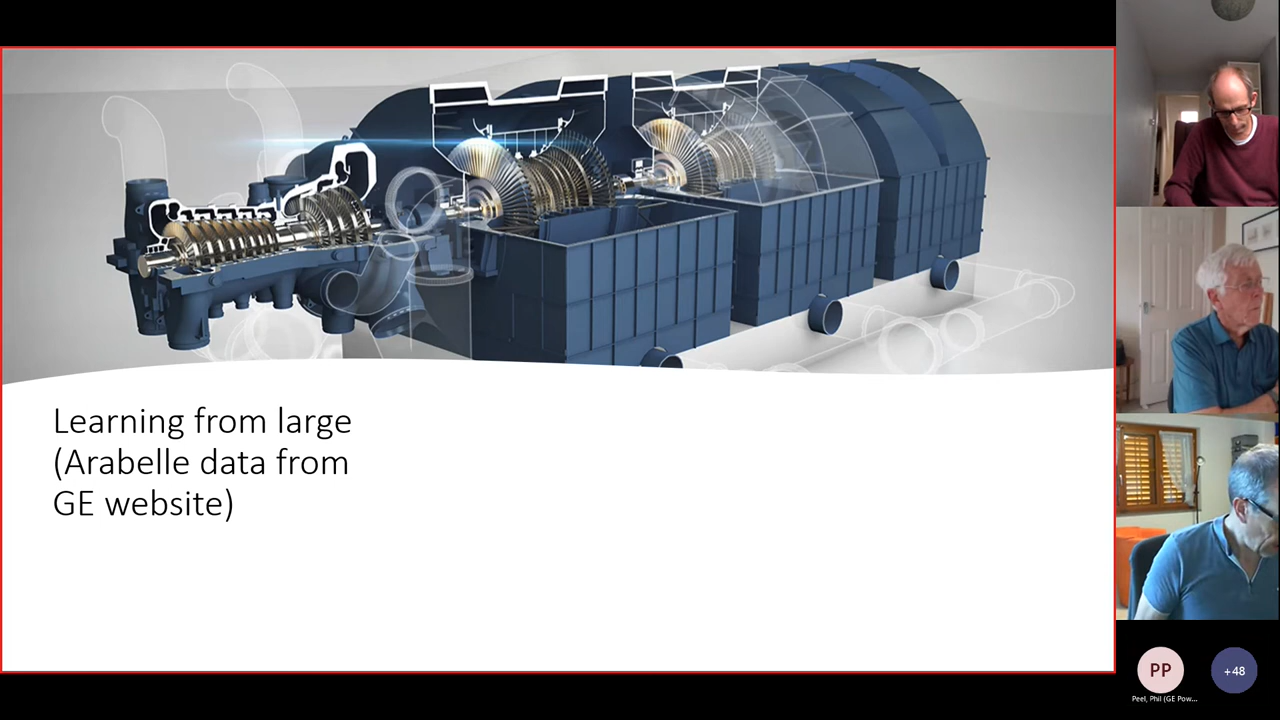 Learning from large
(Arabelle data from
GE website)
PP
+48
Peel, Phil (GE Pow...